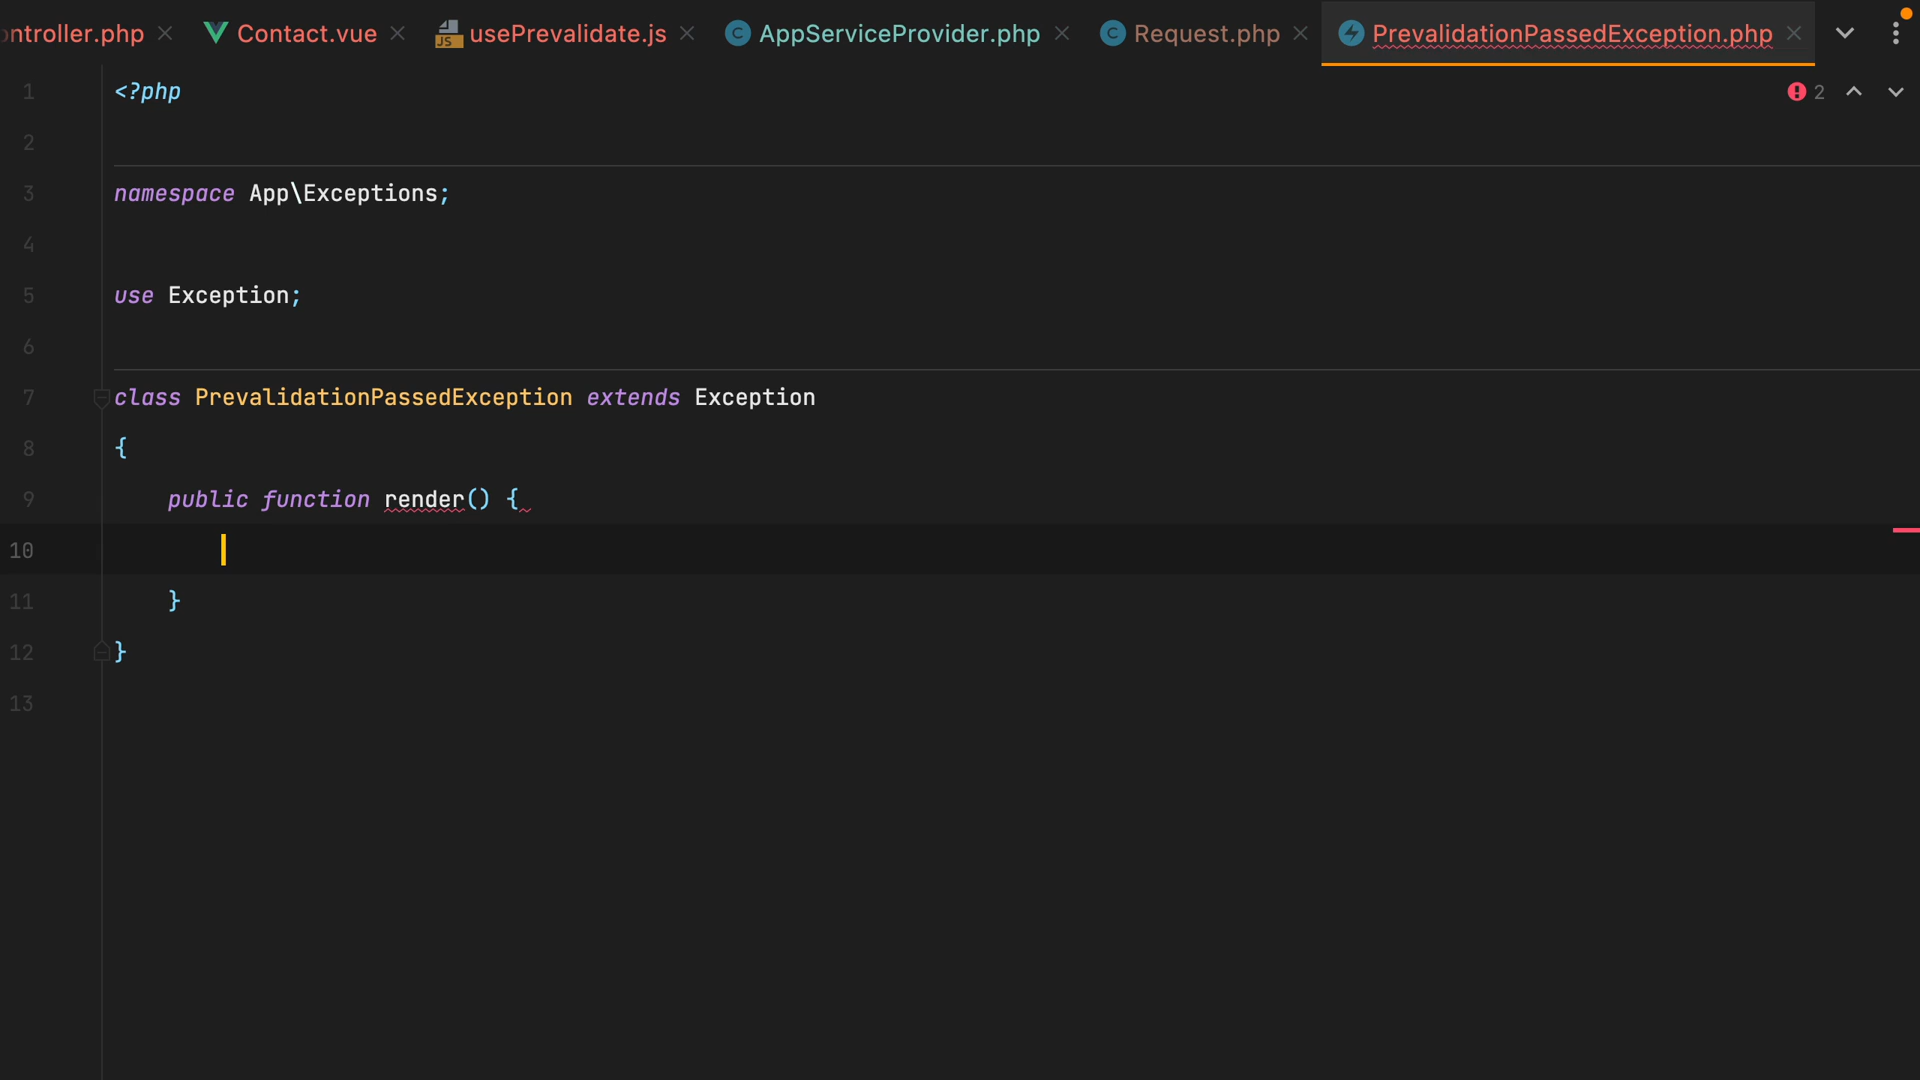 ontroller.php Contact.vue JS usePrevalidate.js C AppServiceProvider.php C Request.php PrevalidationPassedException.php
1 <?php 2
2
3 namespace App\Exceptions;
4
5 use Exception;
6
7 class PrevalidationPassedException extends Exception
8 {
9 public function render() {
10
11 }
12 }
13